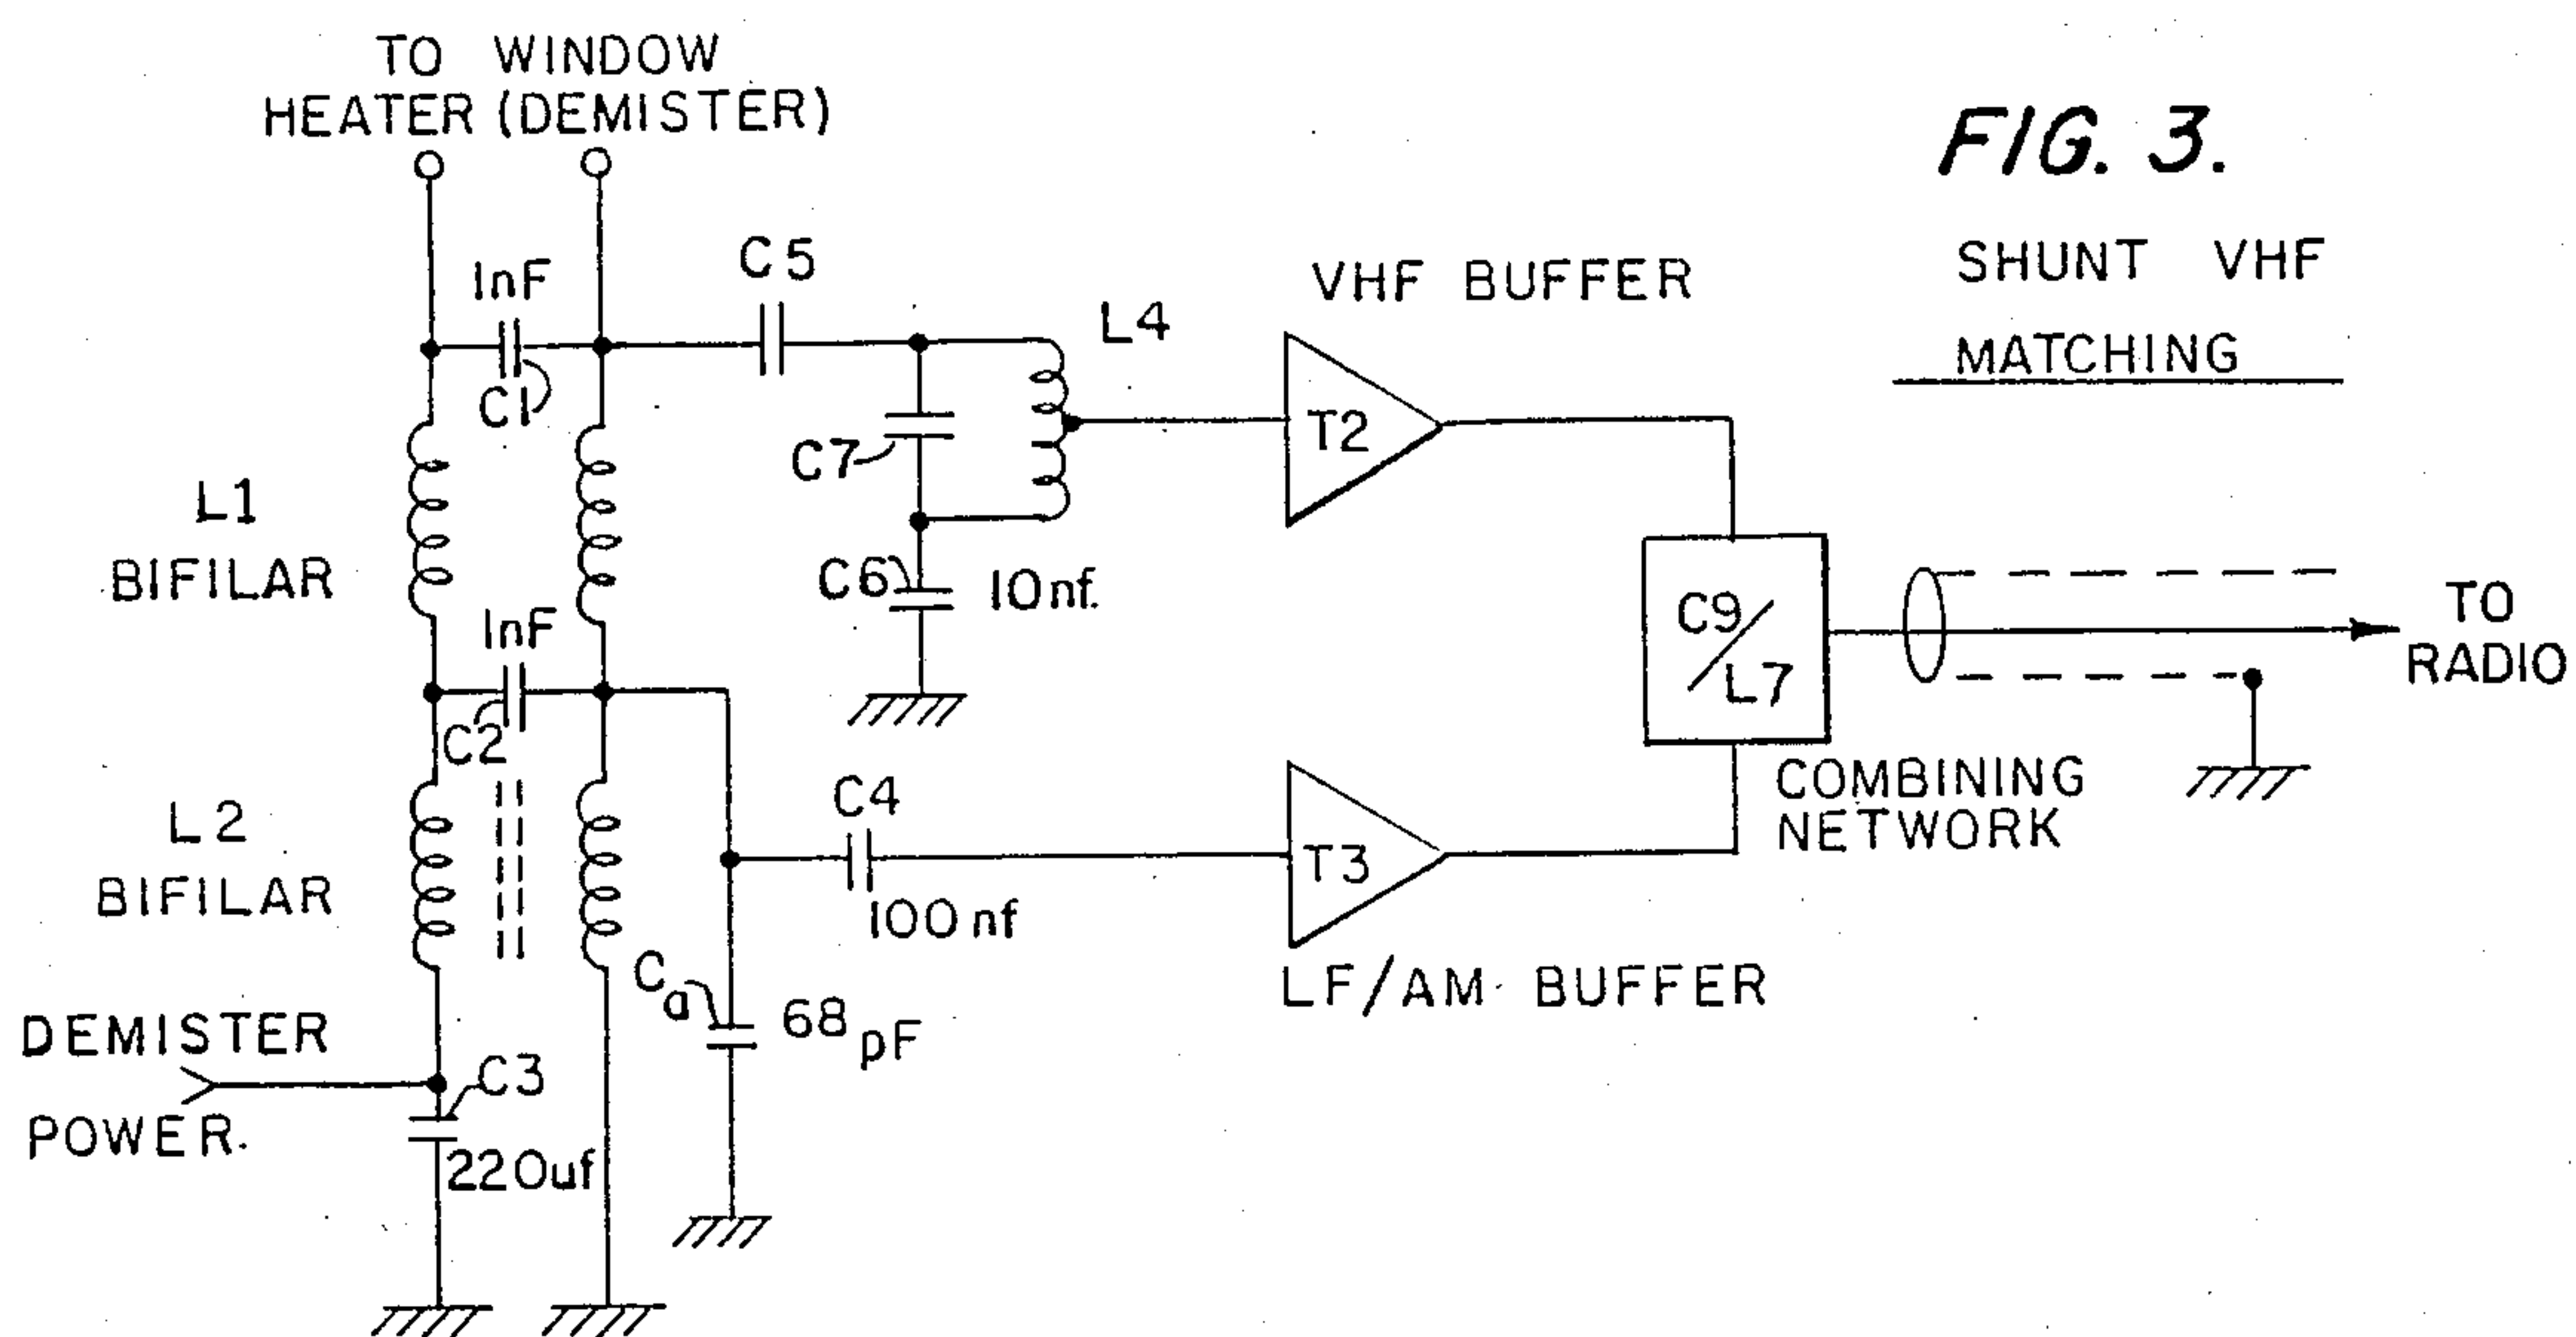 TO WINDOW
HEATER (DEMISTER)
FIG. 3.
SHUNT VHF
MATCHING
1nF
C1
C5
L4
VHF BUFFER
T2
C7
L1
BIFILAR
C6
10nf.
1nF
C2
C9/L7
TO
RADIO
COMBINING
NETWORK
L2
BIFILAR
C4
100nf
T3
LF/AM BUFFER
Ca
68pF
DEMISTER
POWER.
C3
220uf